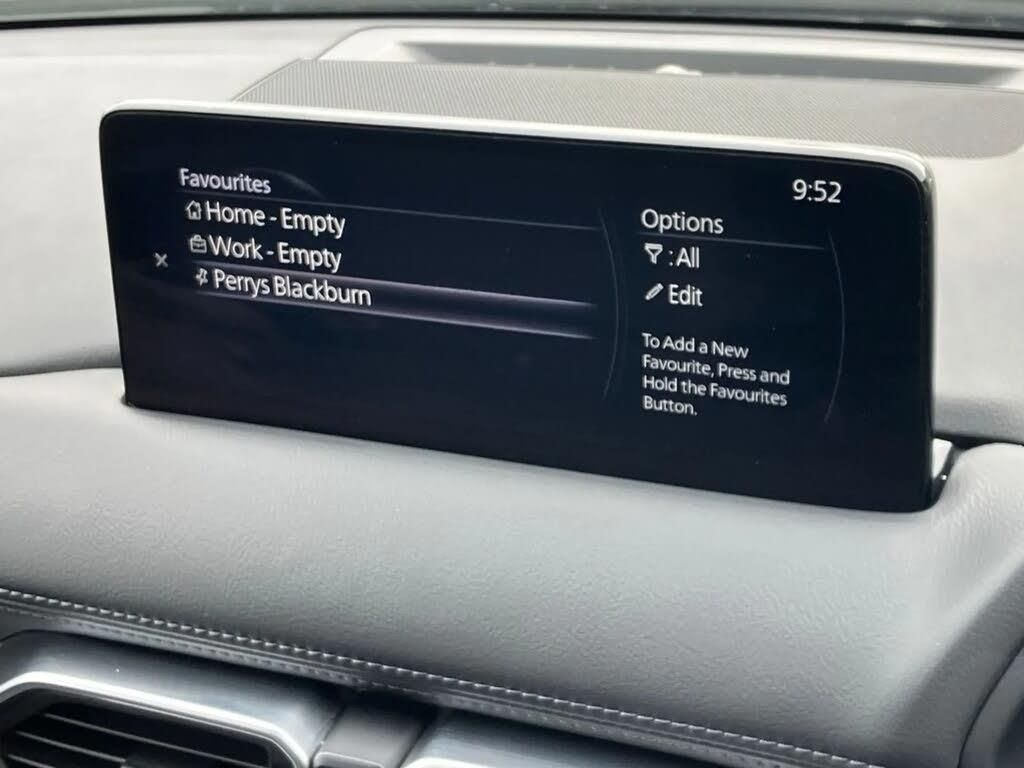 Favourites
Home - Empty
Work - Empty
Perrys Blackburn
9:52
Options
: All
Edit
To Add a New
Favourite, Press and
Hold the Favourites
Button.